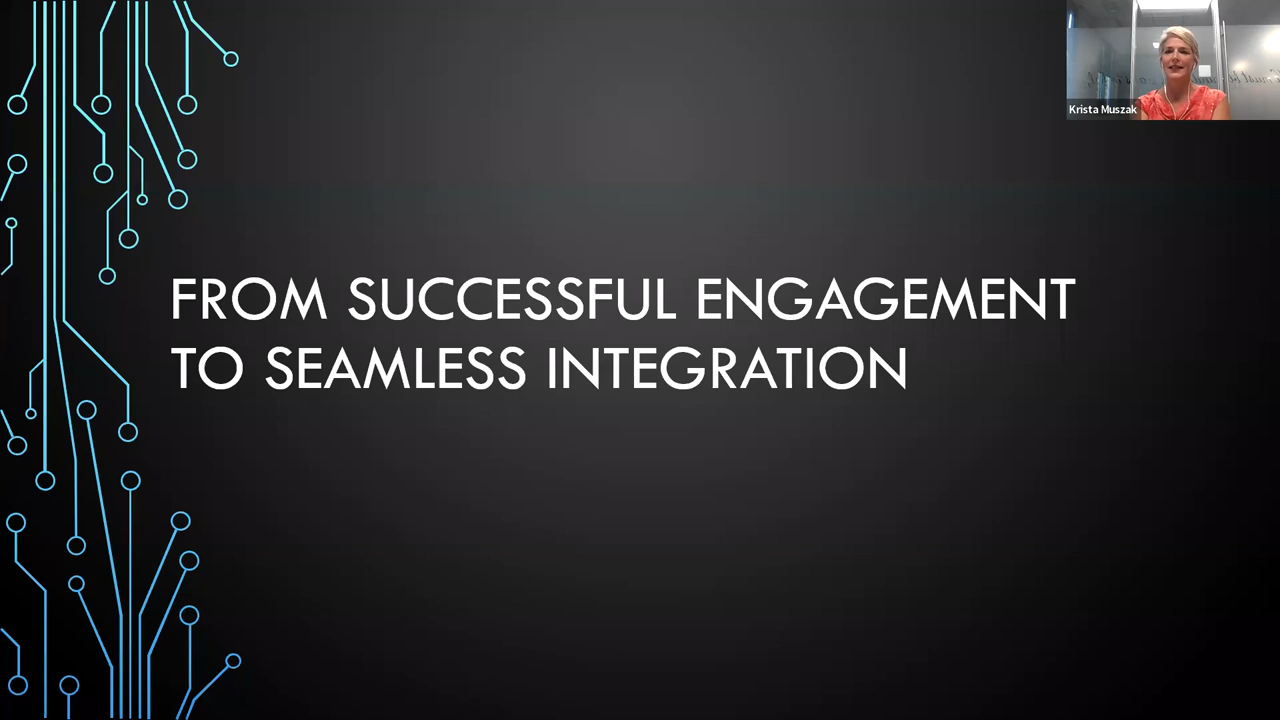 Krista Muszak
FROM SUCCESSFUL ENGAGEMENT
TO SEAMLESS INTEGRATION